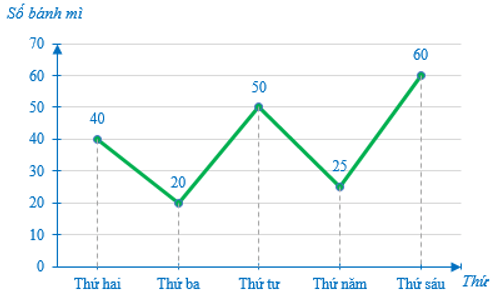 Số bánh mì
70
60
50
40
30
20
10
0
40
20
50
25
60
Thứ hai
Thứ ba
Thứ tư
Thứ năm
Thứ sáu
Thứ